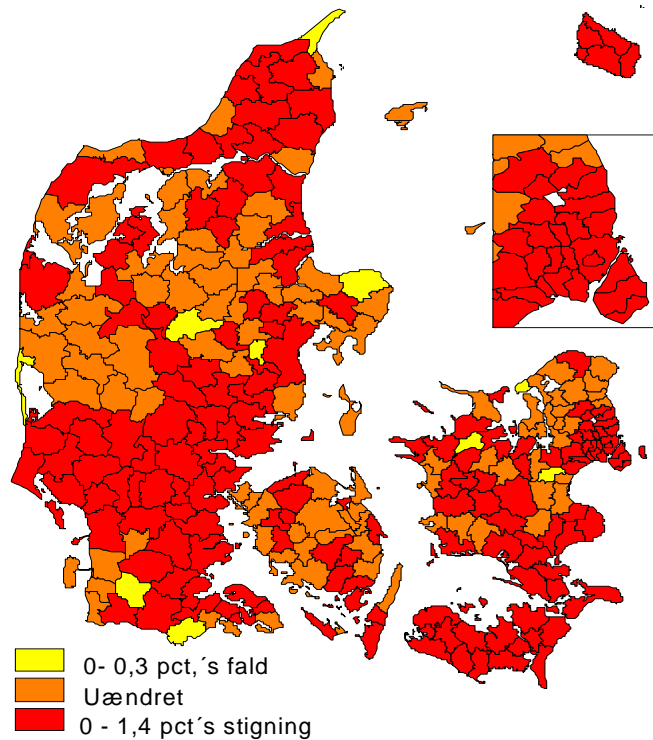 0- 0,3 pct,´s fald
Uændret
0 - 1,4 pct´s stigning